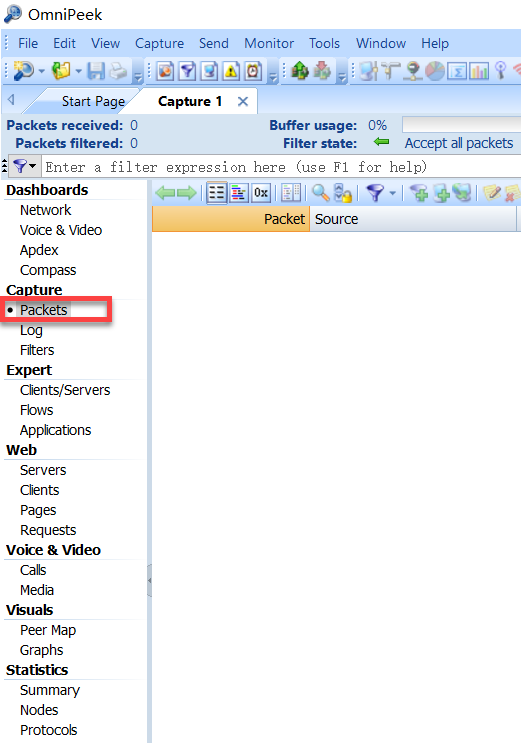 OmniPeek
File Edit View Capture Send Monitor Tools Window Help
Start Page Capture 1
Packets received: 0 Buffer usage: 0%
Packets filtered: 0 Filter state: Accept all packets
Enter a filter expression here (use F1 for help)
Dashboards
0x
Network
Packet Source
Voice & Video
Apdex
Compass
Capture
Packets
Log
Filters
Expert
Clients/Servers
Flows
Applications
Web
Servers
Clients
Pages
Requests
Voice & Video
Calls
Media
Visuals
Peer Map
Graphs
Statistics
Summary
Nodes
Protocols